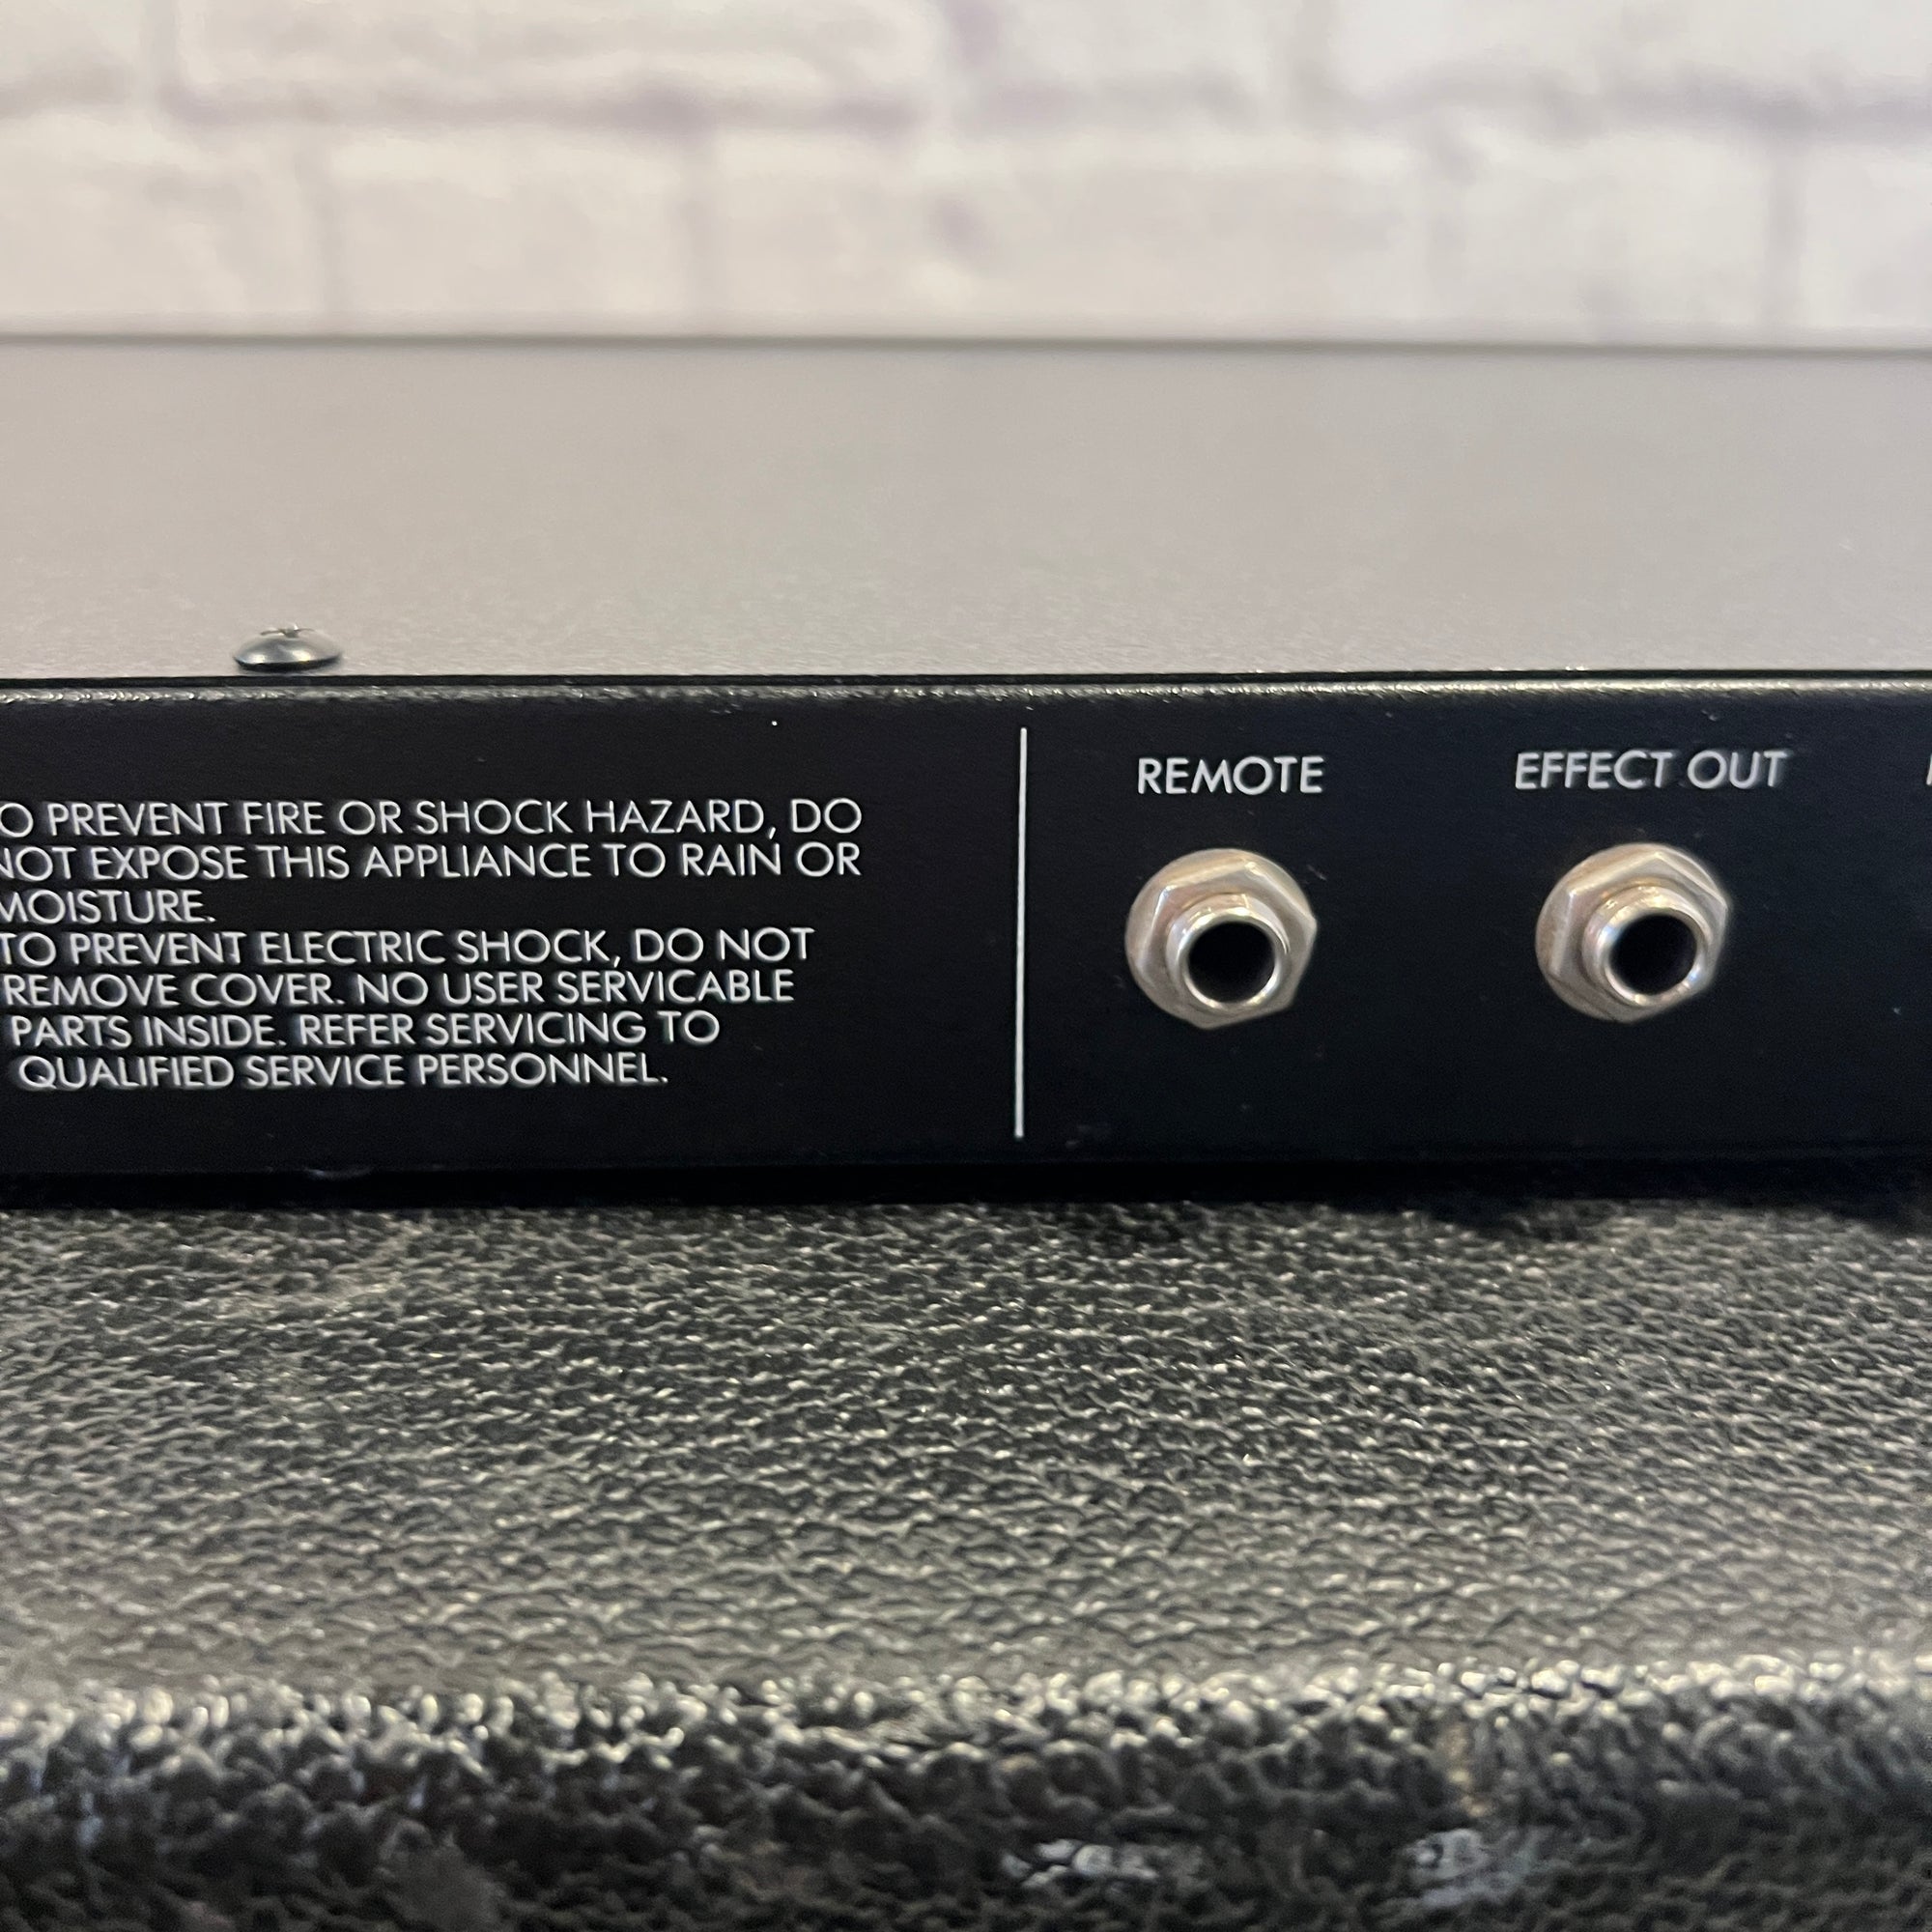 O PREVENT FIRE OR SHOCK HAZARD, DO
NOT EXPOSE THIS APPLIANCE TO RAIN OR
MOISTURE.
TO PREVENT ELECTRIC SHOCK, DO NOT
REMOVE COVER. NO USER SERVICABLE
PARTS INSIDE. REFER SERVICING TO
QUALIFIED SERVICE PERSONNEL.
REMOTE
EFFECT OUT